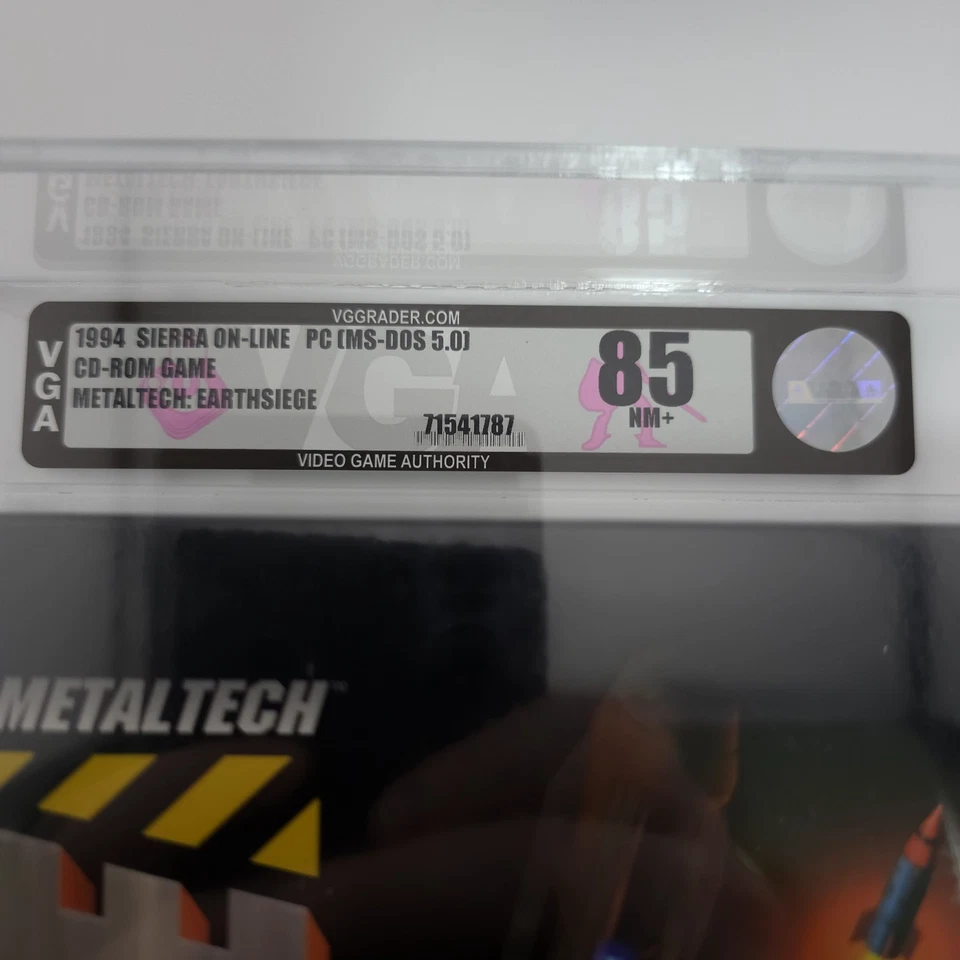 VGGRADER.COM
VGA
1994 SIERRA ON-LINE PC (MS-DOS 5.0)
CD-ROM GAME
METALTECH: EARTHSIEGE
85
NM+
71541787
VIDEO GAME AUTHORITY
METALTECH™